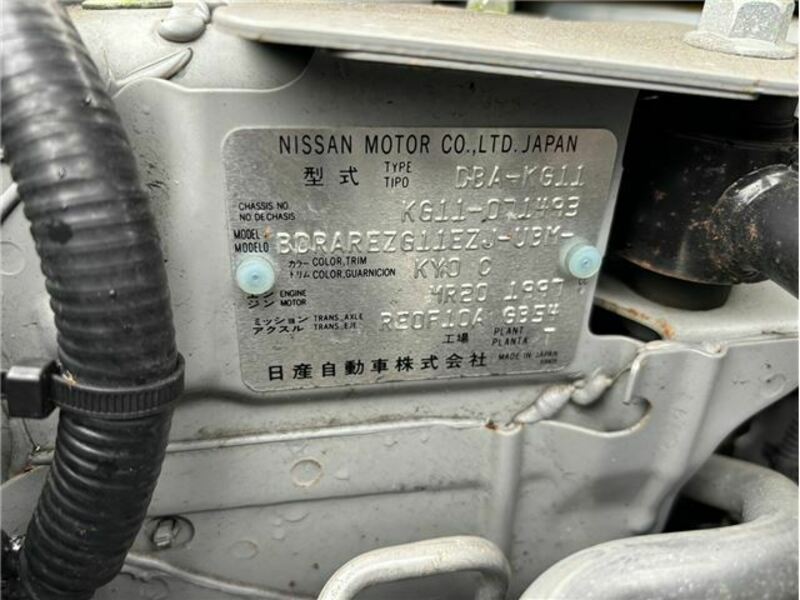 NISSAN MOTOR CO.,LTD.JAPAN
型式 TYPE TIPO DBA-KG11
CHASSIS NO. NO DE CHASIS KG11-071493
MODEL MODELO BDRAREZG11EZJ-UBM-
カラー COLOR,TRIM トリム COLOR,GUARNICION KY0 C
エンジン ENGINE MOTOR MR20 1997 CC
ミッション TRANS.AXLE アクスル TRANS.EJE RE0F10A GB54
工場 PLANT PLANTA -
日産自動車株式会社 MADE IN JAPAN